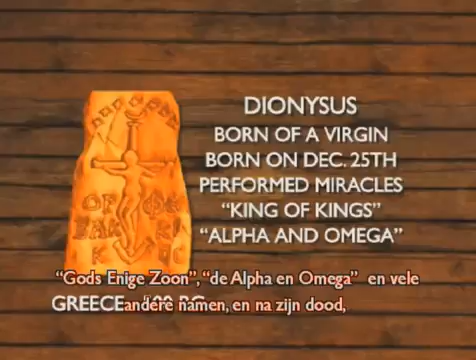 DIONYSUS
BORN OF A VIRGIN
BORN ON DEC. 25TH
PERFORMED MIRACLES
“KING OF KINGS”
“ALPHA AND OMEGA”
“Gods Enige Zoon”, “de Alpha en Omega” en vele
GREECE
andere namen, en na zijn dood,